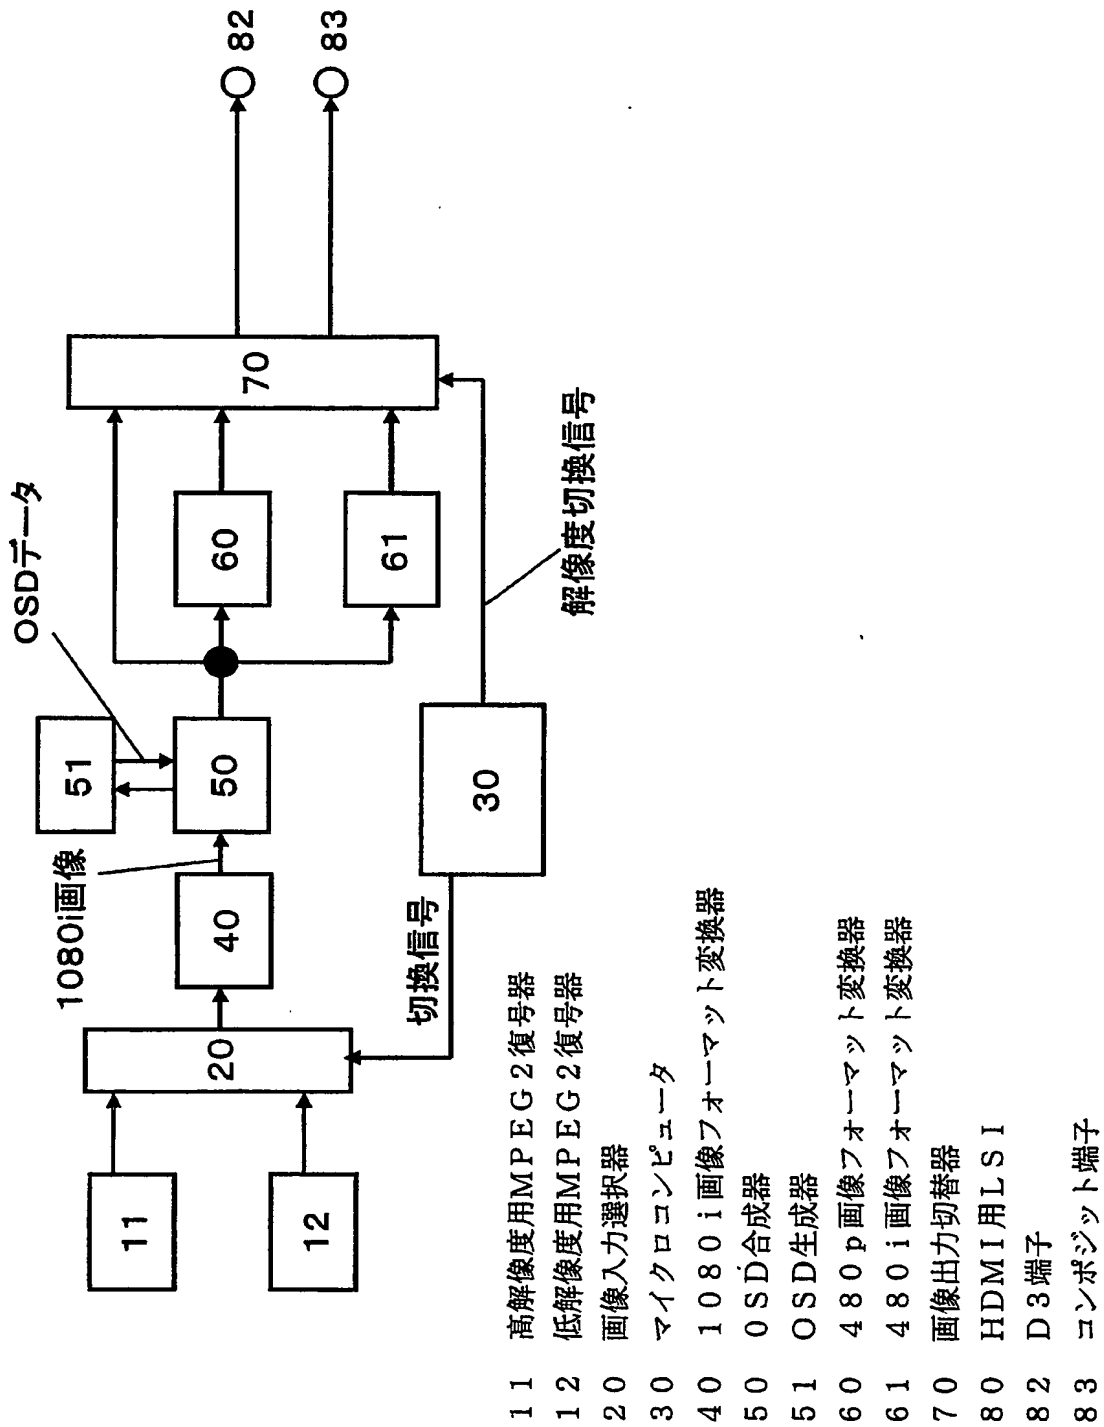 11
12
20
40
1080i画像
50
51
OSDデータ
60
61
70
82
83
30
切換信号
解像度切換信号
11 高解像度用MPEG2復号器
12 低解像度用MPEG2復号器
20 画像入力選択器
30 マイクロコンピュータ
40 1080i画像フォーマット変換器
50 OSD合成器
51 OSD生成器
60 480p画像フォーマット変換器
61 480i画像フォーマット変換器
70 画像出力切替器
80 HDMI用LSI
82 D3端子
83 コンポジット端子